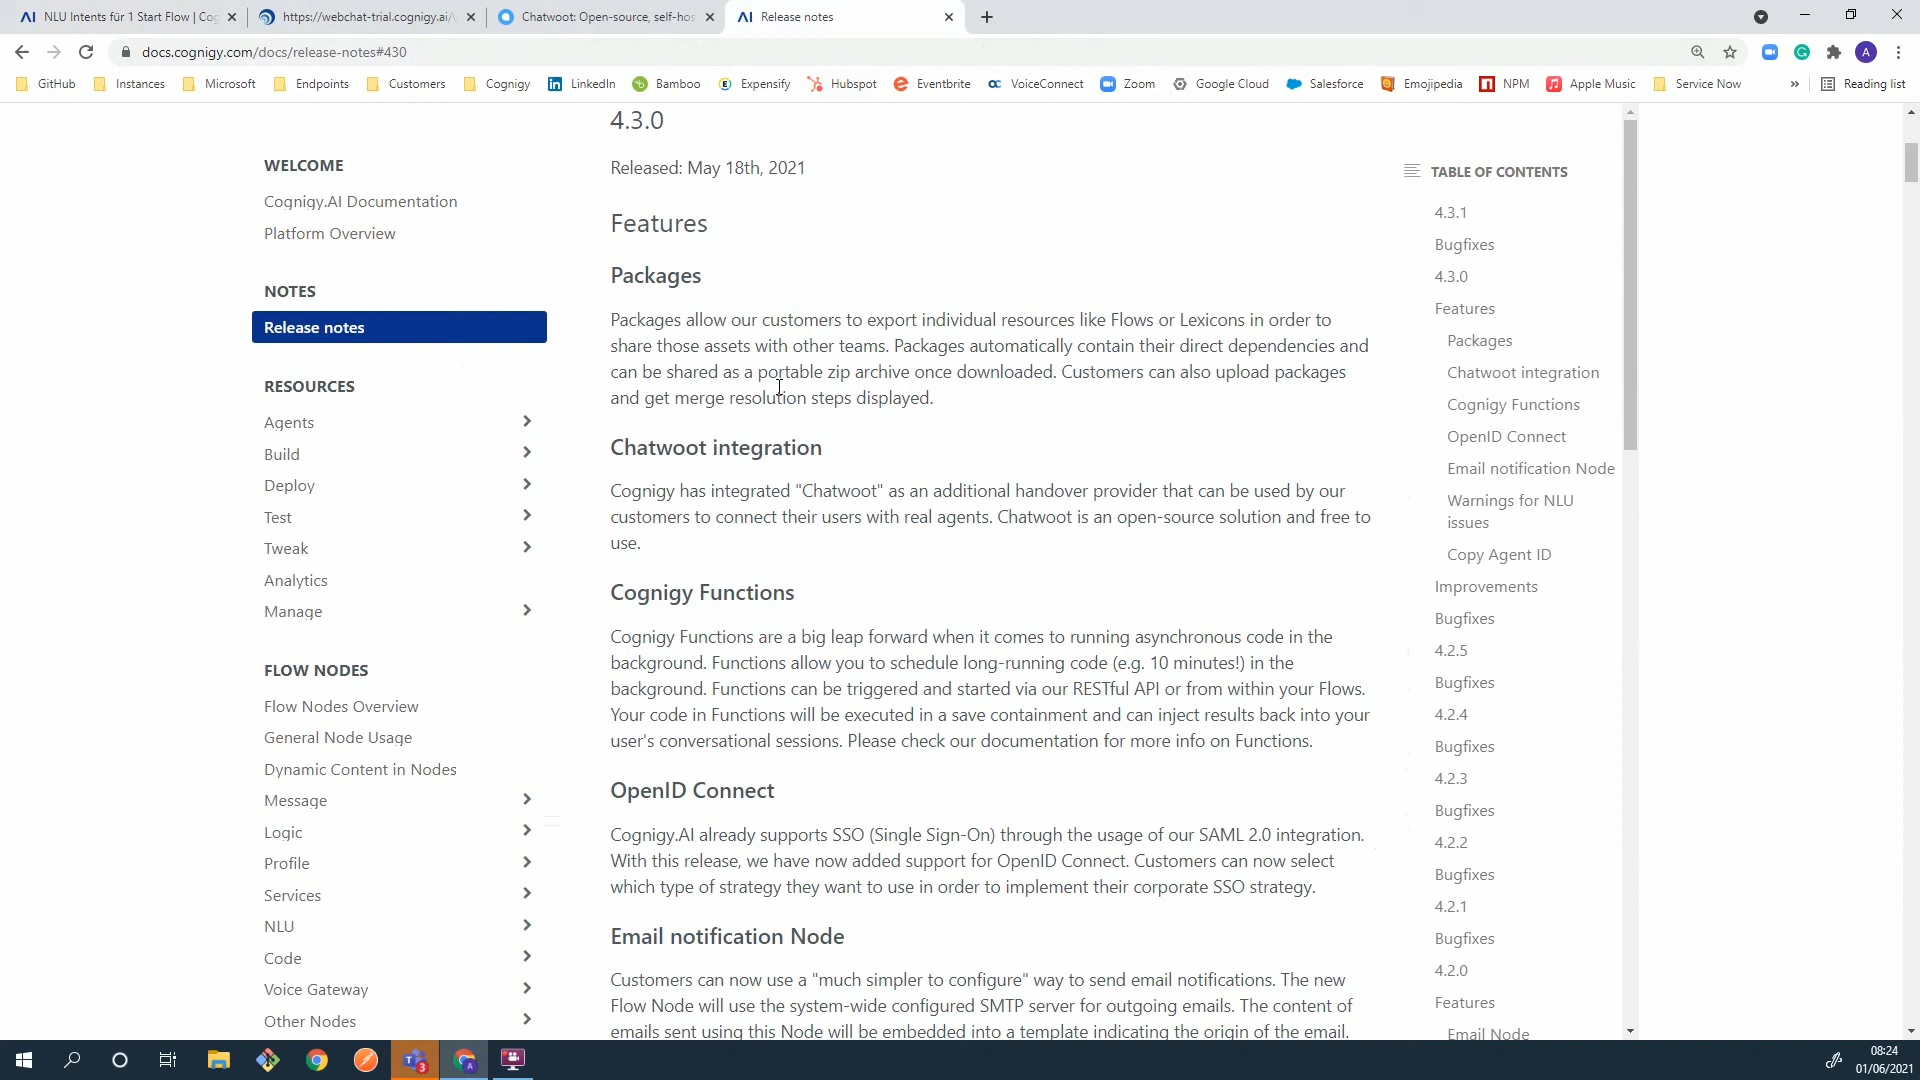 NLU Intents für 1 Start Flow | Co
https://webchat-trial.cognigy.ai/
Chatwoot: Open-source, self-hos
Release notes
docs.cognigy.com/docs/release-notes#430
A
GitHub
Instances
Microsoft
Endpoints
Customers
Cognigy
LinkedIn
Bamboo
Expensify
Hubspot
Eventbrite
VoiceConnect
Zoom
Google Cloud
Salesforce
Emojipedia
NPM
Apple Music
Service Now
»
Reading list
WELCOME
Cognigy.AI Documentation
Platform Overview
NOTES
Release notes
RESOURCES
Agents
Build
Deploy
Test
Tweak
Analytics
Manage
FLOW NODES
Flow Nodes Overview
General Node Usage
Dynamic Content in Nodes
Message
Logic
Profile
Services
NLU
Code
Voice Gateway
Other Nodes
4.3.0
Released: May 18th, 2021
Features
Packages
Packages allow our customers to export individual resources like Flows or Lexicons in order to
share those assets with other teams. Packages automatically contain their direct dependencies and
can be shared as a portable zip archive once downloaded. Customers can also upload packages
and get merge resolution steps displayed.
Chatwoot integration
Cognigy has integrated "Chatwoot" as an additional handover provider that can be used by our
customers to connect their users with real agents. Chatwoot is an open-source solution and free to
use.
Cognigy Functions
Cognigy Functions are a big leap forward when it comes to running asynchronous code in the
background. Functions allow you to schedule long-running code (e.g. 10 minutes!) in the
background. Functions can be triggered and started via our RESTful API or from within your Flows.
Your code in Functions will be executed in a save containment and can inject results back into your
user's conversational sessions. Please check our documentation for more info on Functions.
OpenID Connect
Cognigy.AI already supports SSO (Single Sign-On) through the usage of our SAML 2.0 integration.
With this release, we have now added support for OpenID Connect. Customers can now select
which type of strategy they want to use in order to implement their corporate SSO strategy.
Email notification Node
Customers can now use a "much simpler to configure" way to send email notifications. The new
Flow Node will use the system-wide configured SMTP server for outgoing emails. The content of
emails sent using this Node will be embedded into a template indicating the origin of the email.
TABLE OF CONTENTS
4.3.1
Bugfixes
4.3.0
Features
Packages
Chatwoot integration
Cognigy Functions
OpenID Connect
Email notification Node
Warnings for NLU
issues
Copy Agent ID
Improvements
Bugfixes
4.2.5
Bugfixes
4.2.4
Bugfixes
4.2.3
Bugfixes
4.2.2
Bugfixes
4.2.1
Bugfixes
4.2.0
Features
Email Node
08:24
01/06/2021